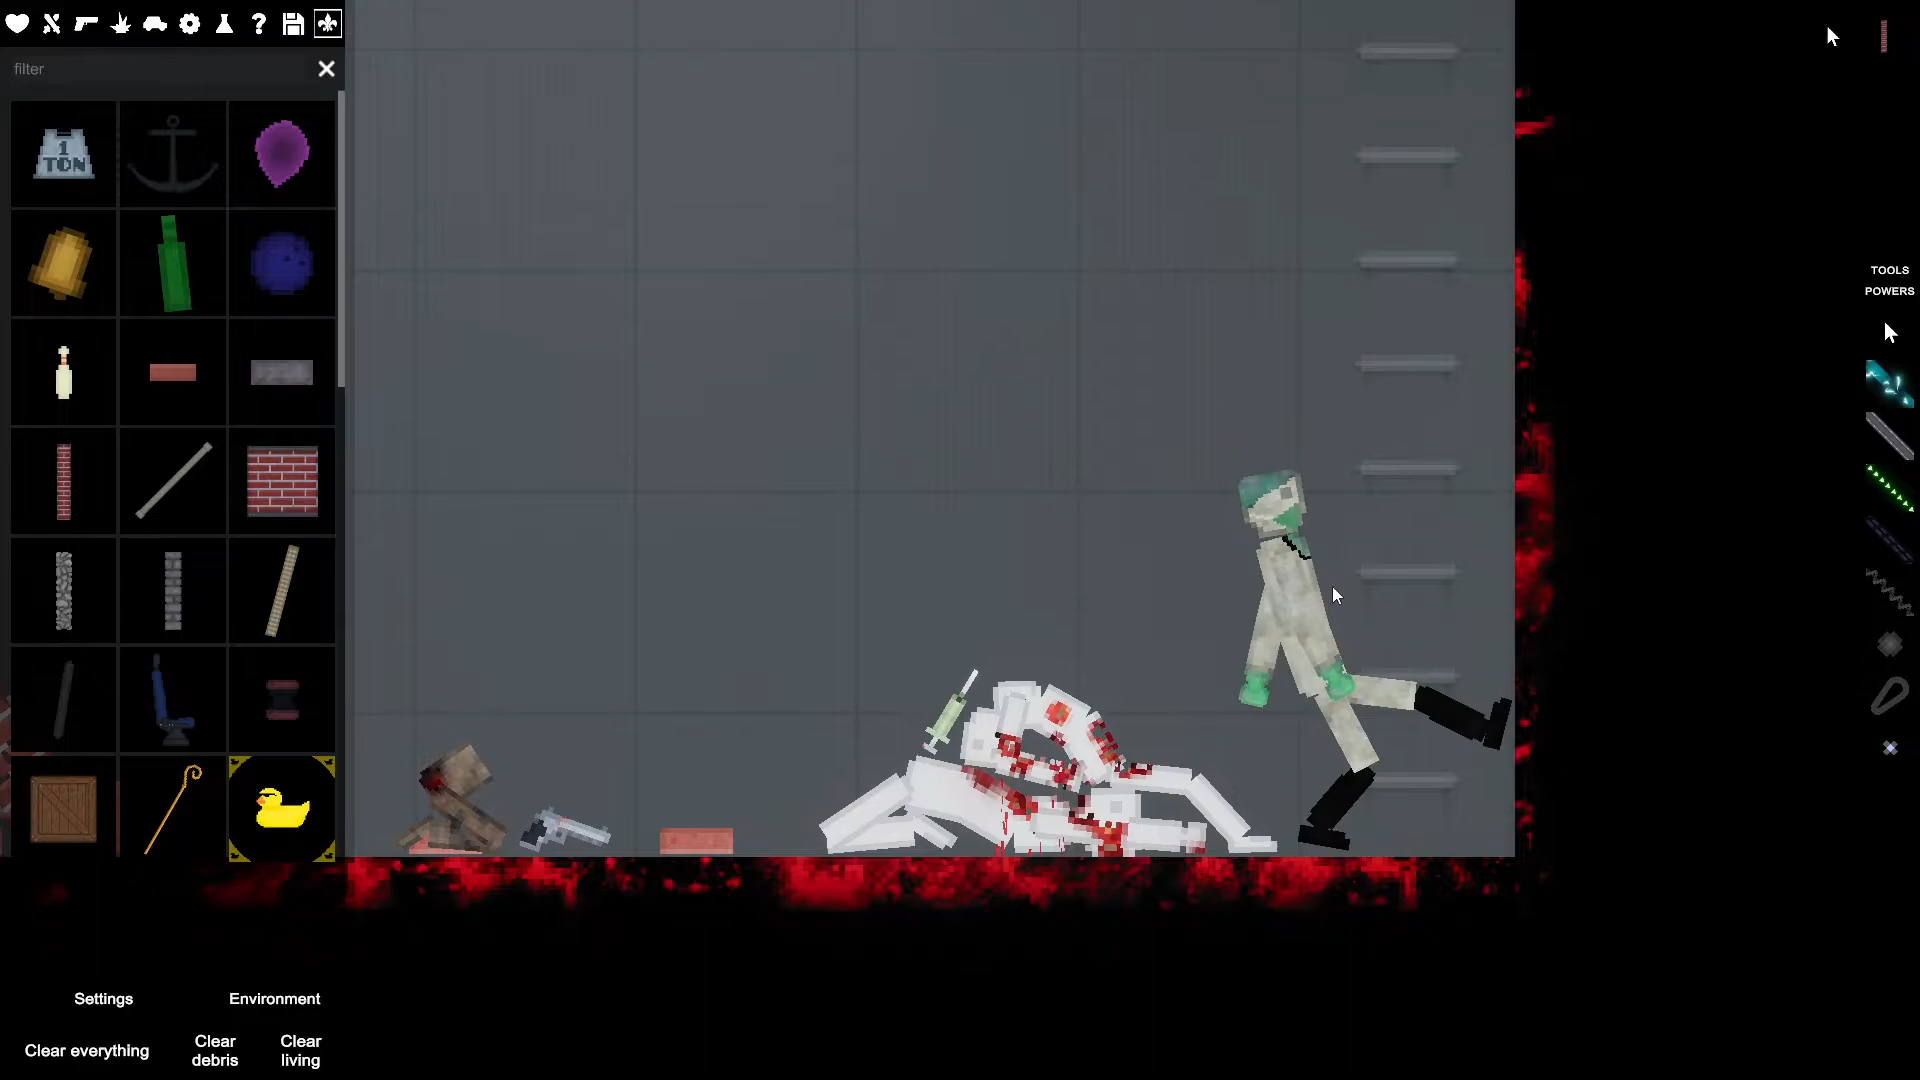 ?
filter
1
TON
TOOLS
POWERS
Settings
Environment
Clear everything
Clear
debris
Clear
living